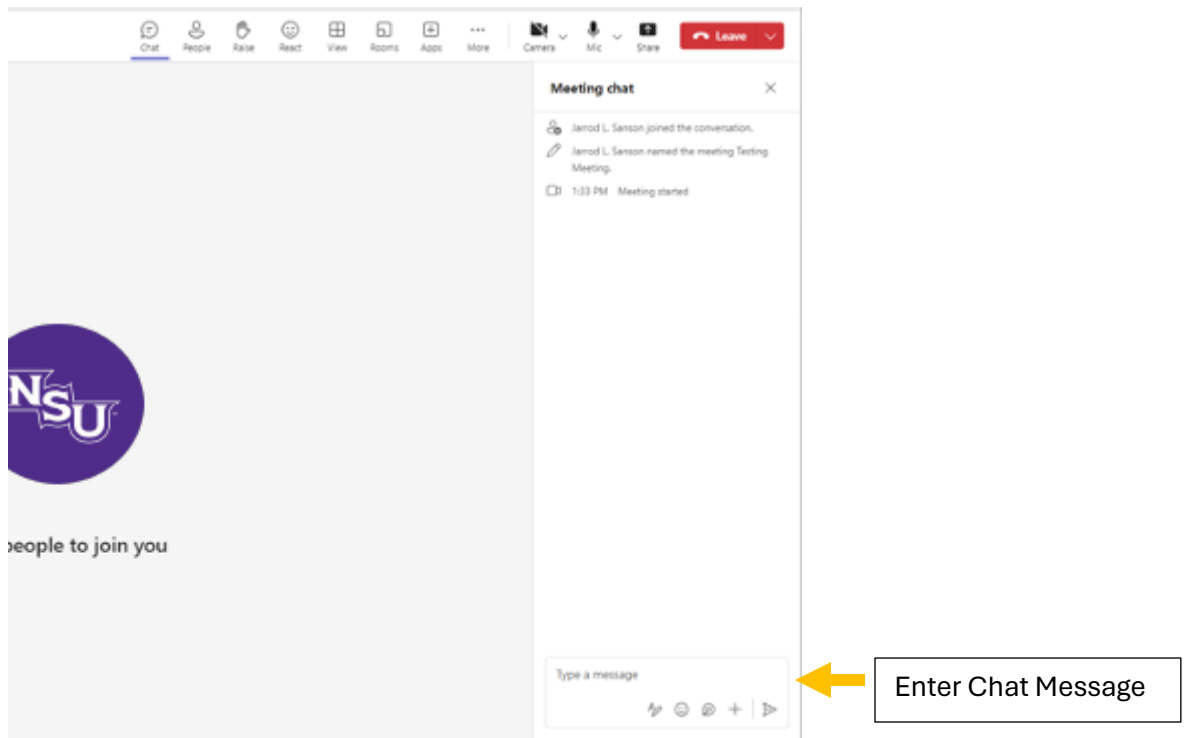 Chat People Raise React View Rooms Apps More Camera Mic Share Leave
Meeting chat
Jarrod L. Sanson joined the conversation.
Jarrod L. Sanson named the meeting Testing
Meeting.
1:33 PM Meeting started
NSU
people to join you
Type a message
Enter Chat Message